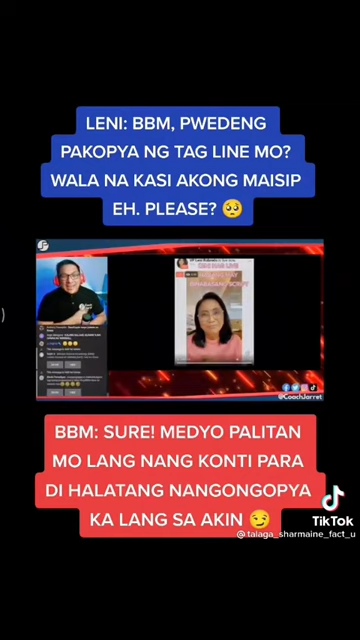 LENI: BBM, PWEDENG
PAKOPYA NG TAG LINE MO?
WALA NA KASI AKONG MAISIP
EH. PLEASE? 🥺
@CoachJarret
BBM: SURE! MEDYO PALITAN
MO LANG NANG KONTI PARA
DI HALATANG NANGONGOPYA
KA LANG SA AKIN 😏
TikTok
@_talaga_sharmaine_fact_u